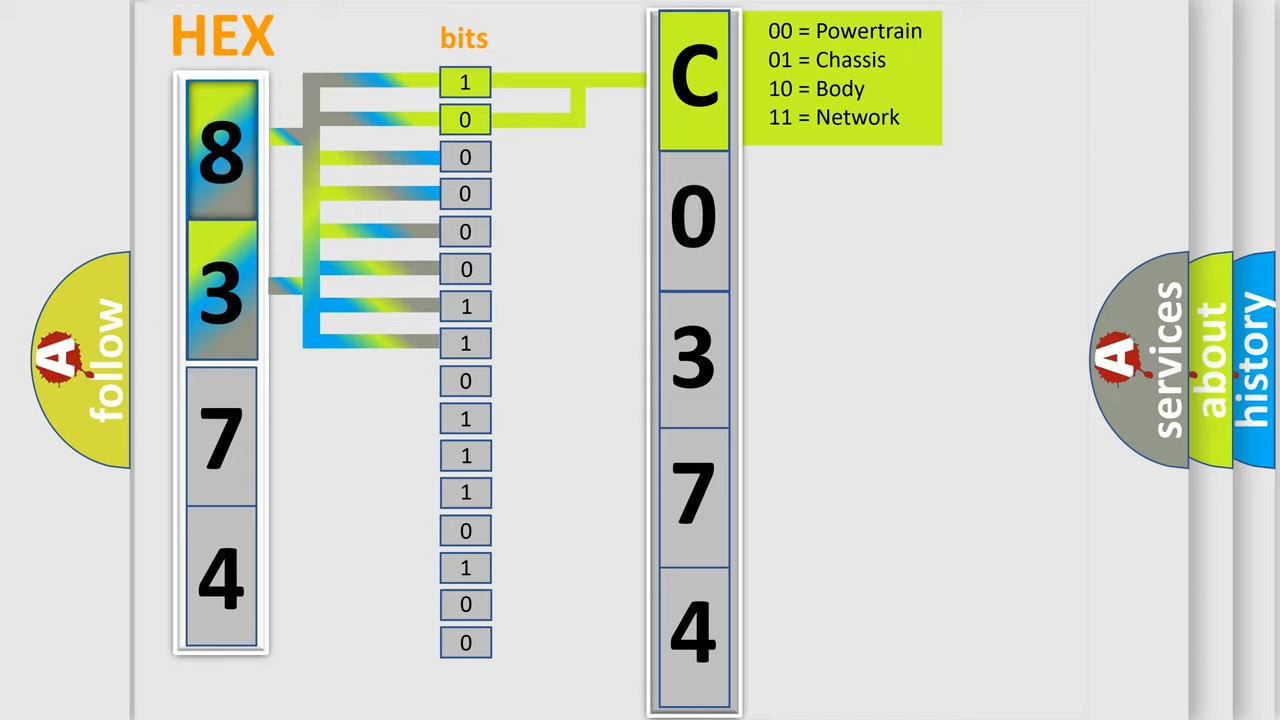 HEX
bits
8
3
7
4
1
0
0
0
0
0
1
1
0
1
1
1
0
1
0
0
C
0
3
7
4
00 = Powertrain
01 = Chassis
10 = Body
11 = Network
A
follow
A
services
about
history